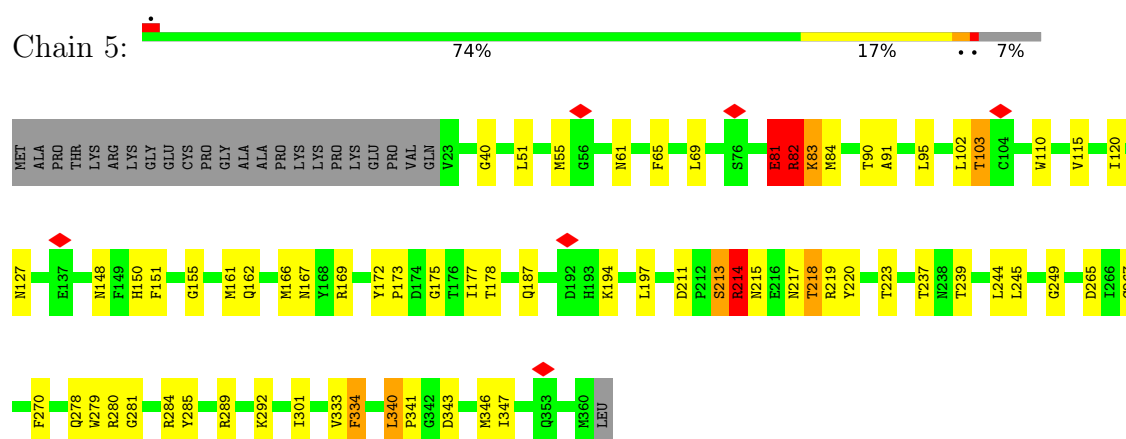 Chain 5:
74% 17% • • 7%
MET ALA PRO THR LYS ARG LYS GLY GLU CYS PRO GLY ALA ALA PRO LYS LYS PRO LYS GLU PRO VAL GLN V23 G40 L51 M55 G56 N61 F65 L69 S76 E81 R82 K83 M84 T90 A91 L95 L102 T103 C104 W110 V115 I120
N127 E137 N148 F149 H150 F151 G155 M161 Q162 M166 N167 Y168 R169 Y172 P173 D174 G175 T176 I177 T178 Q187 D192 H193 K194 L197 D211 P212 S213 R214 N215 E216 N217 T218 R219 Y220 T223 T237 N238 T239 L244 L245 G249 D265 I266
F270 Q278 W279 R280 G281 R284 Y285 R289 K292 I301 V333 F334 L340 P341 G342 D343 M346 I347 Q353 M360 LEU